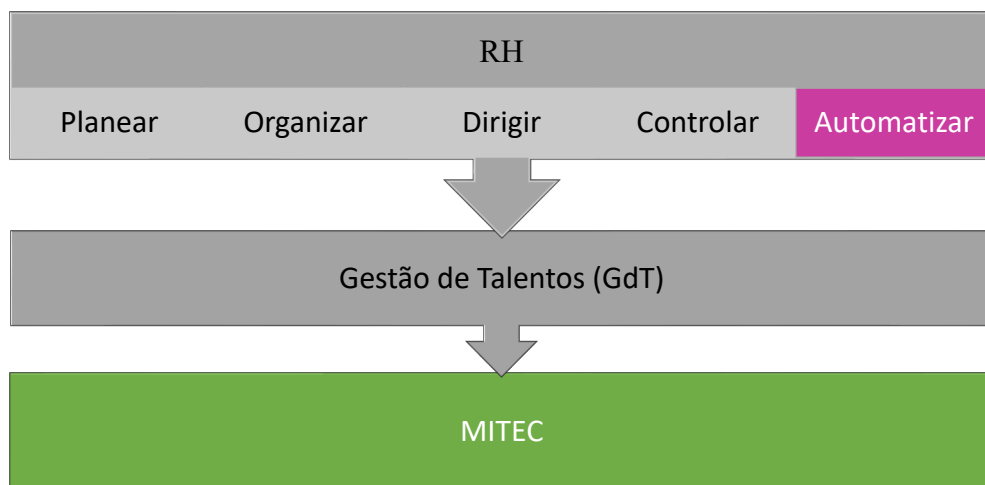 RH
Planear Organizar Dirigir Controlar Automatizar
Gestão de Talentos (GdT)
MITEC